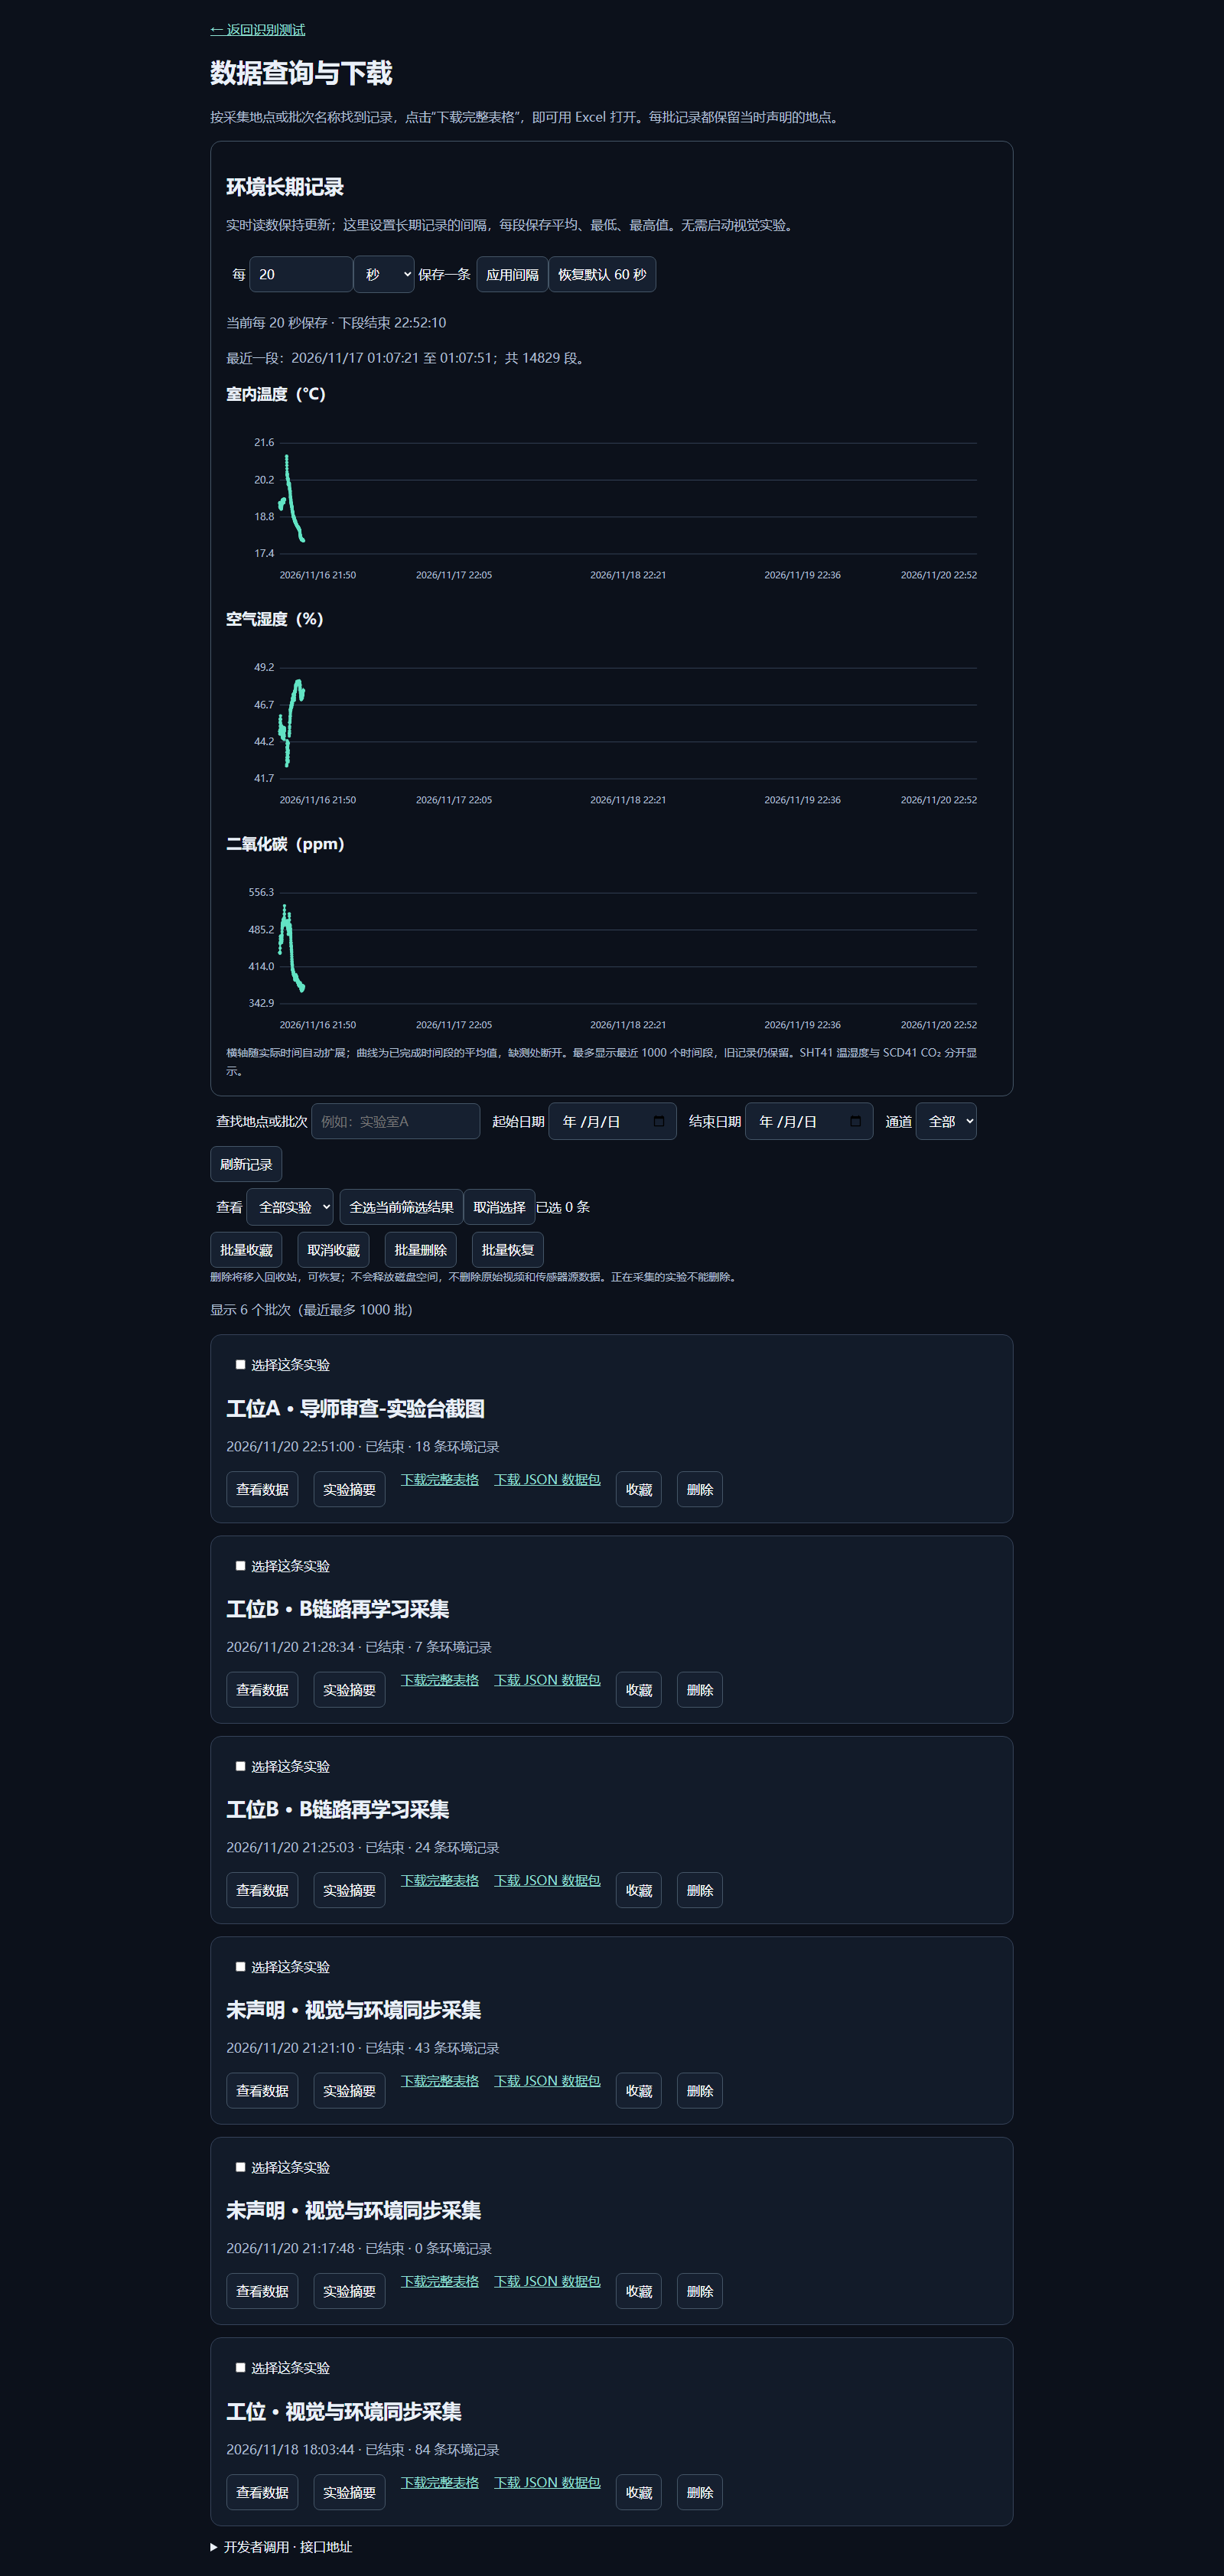 ← 返回识别测试
数据查询与下载
按采集地点或批次名称找到记录，点击“下载完整表格”，即可用 Excel 打开。每批记录都保留当时声明的地点。
环境长期记录
实时读数保持更新；这里设置长期记录的间隔，每段保存平均、最低、最高值。无需启动视觉实验。
每 20 秒 保存一条 应用间隔 恢复默认 60 秒
当前每 20 秒保存 · 下段结束 22:52:10
最近一段：2026/11/17 01:07:21 至 01:07:51；共 14829 段。
室内温度（°C）
21.6
20.2
18.8
17.4
2026/11/16 21:50 2026/11/17 22:05 2026/11/18 22:21 2026/11/19 22:36 2026/11/20 22:52
空气湿度（%）
49.2
46.7
44.2
41.7
2026/11/16 21:50 2026/11/17 22:05 2026/11/18 22:21 2026/11/19 22:36 2026/11/20 22:52
二氧化碳（ppm）
556.3
485.2
414.0
342.9
2026/11/16 21:50 2026/11/17 22:05 2026/11/18 22:21 2026/11/19 22:36 2026/11/20 22:52
横轴随实际时间自动扩展；曲线为已完成时间段的平均值，缺测处断开。最多显示最近 1000 个时间段，旧记录仍保留。SHT41 温湿度与 SCD41 CO₂ 分开显
示。
查找地点或批次 例如：实验室A 起始日期 年 /月/日 结束日期 年 /月/日 通道 全部
刷新记录
查看 全部实验 全选当前筛选结果 取消选择 已选 0 条
批量收藏 取消收藏 批量删除 批量恢复
删除将移入回收站，可恢复；不会释放磁盘空间，不删除原始视频和传感器源数据。正在采集的实验不能删除。
显示 6 个批次（最近最多 1000 批）
选择这条实验
工位A · 导师审查-实验台截图
2026/11/20 22:51:00 · 已结束 · 18 条环境记录
查看数据 实验摘要 下载完整表格 下载 JSON 数据包 收藏 删除
选择这条实验
工位B · B链路再学习采集
2026/11/20 21:28:34 · 已结束 · 7 条环境记录
查看数据 实验摘要 下载完整表格 下载 JSON 数据包 收藏 删除
选择这条实验
工位B · B链路再学习采集
2026/11/20 21:25:03 · 已结束 · 24 条环境记录
查看数据 实验摘要 下载完整表格 下载 JSON 数据包 收藏 删除
选择这条实验
未声明 · 视觉与环境同步采集
2026/11/20 21:21:10 · 已结束 · 43 条环境记录
查看数据 实验摘要 下载完整表格 下载 JSON 数据包 收藏 删除
选择这条实验
未声明 · 视觉与环境同步采集
2026/11/20 21:17:48 · 已结束 · 0 条环境记录
查看数据 实验摘要 下载完整表格 下载 JSON 数据包 收藏 删除
选择这条实验
工位 · 视觉与环境同步采集
2026/11/18 18:03:44 · 已结束 · 84 条环境记录
查看数据 实验摘要 下载完整表格 下载 JSON 数据包 收藏 删除
▶ 开发者调用 · 接口地址